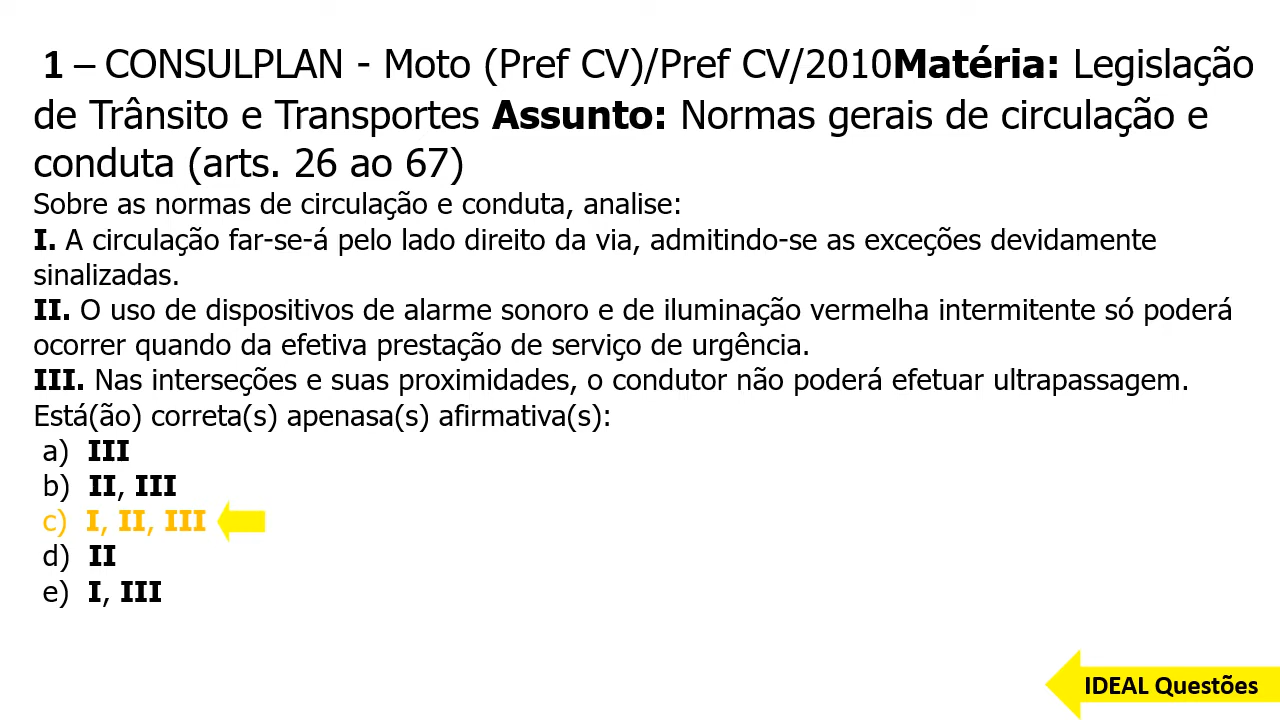 1 – CONSULPLAN - Moto (Pref CV)/Pref CV/2010Matéria: Legislação
de Trânsito e Transportes Assunto: Normas gerais de circulação e
conduta (arts. 26 ao 67)
Sobre as normas de circulação e conduta, analise:
I. A circulação far-se-á pelo lado direito da via, admitindo-se as exceções devidamente
sinalizadas.
II. O uso de dispositivos de alarme sonoro e de iluminação vermelha intermitente só poderá
ocorrer quando da efetiva prestação de serviço de urgência.
III. Nas interseções e suas proximidades, o condutor não poderá efetuar ultrapassagem.
Está(ão) correta(s) apenasa(s) afirmativa(s):
a) III
b) II, III
c) I, II, III
d) II
e) I, III
IDEAL Questões